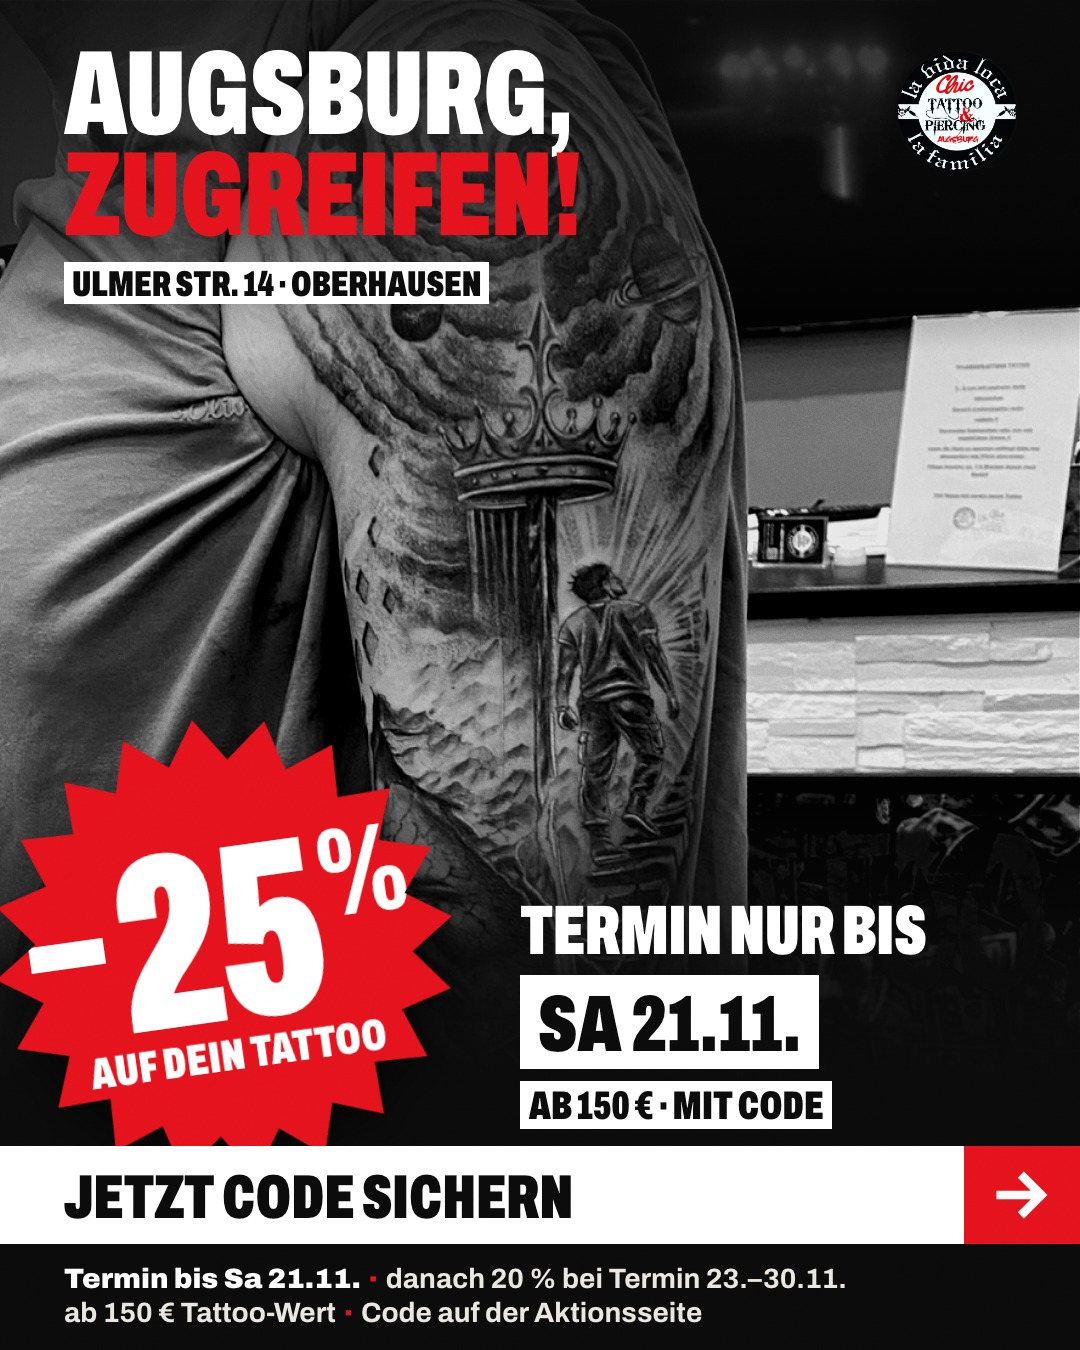 AUGSBURG,
ZUGREIFEN!
ULMER STR. 14 · OBERHAUSEN
la vida loca
Chic
TATTOO
&
PIERCING
AUGSBURG
la familia
-25%
AUF DEIN TATTOO
TERMIN NUR BIS
SA 21.11.
AB 150 € · MIT CODE
JETZT CODE SICHERN
Termin bis Sa 21.11. · danach 20 % bei Termin 23.–30.11.
ab 150 € Tattoo-Wert · Code auf der Aktionsseite